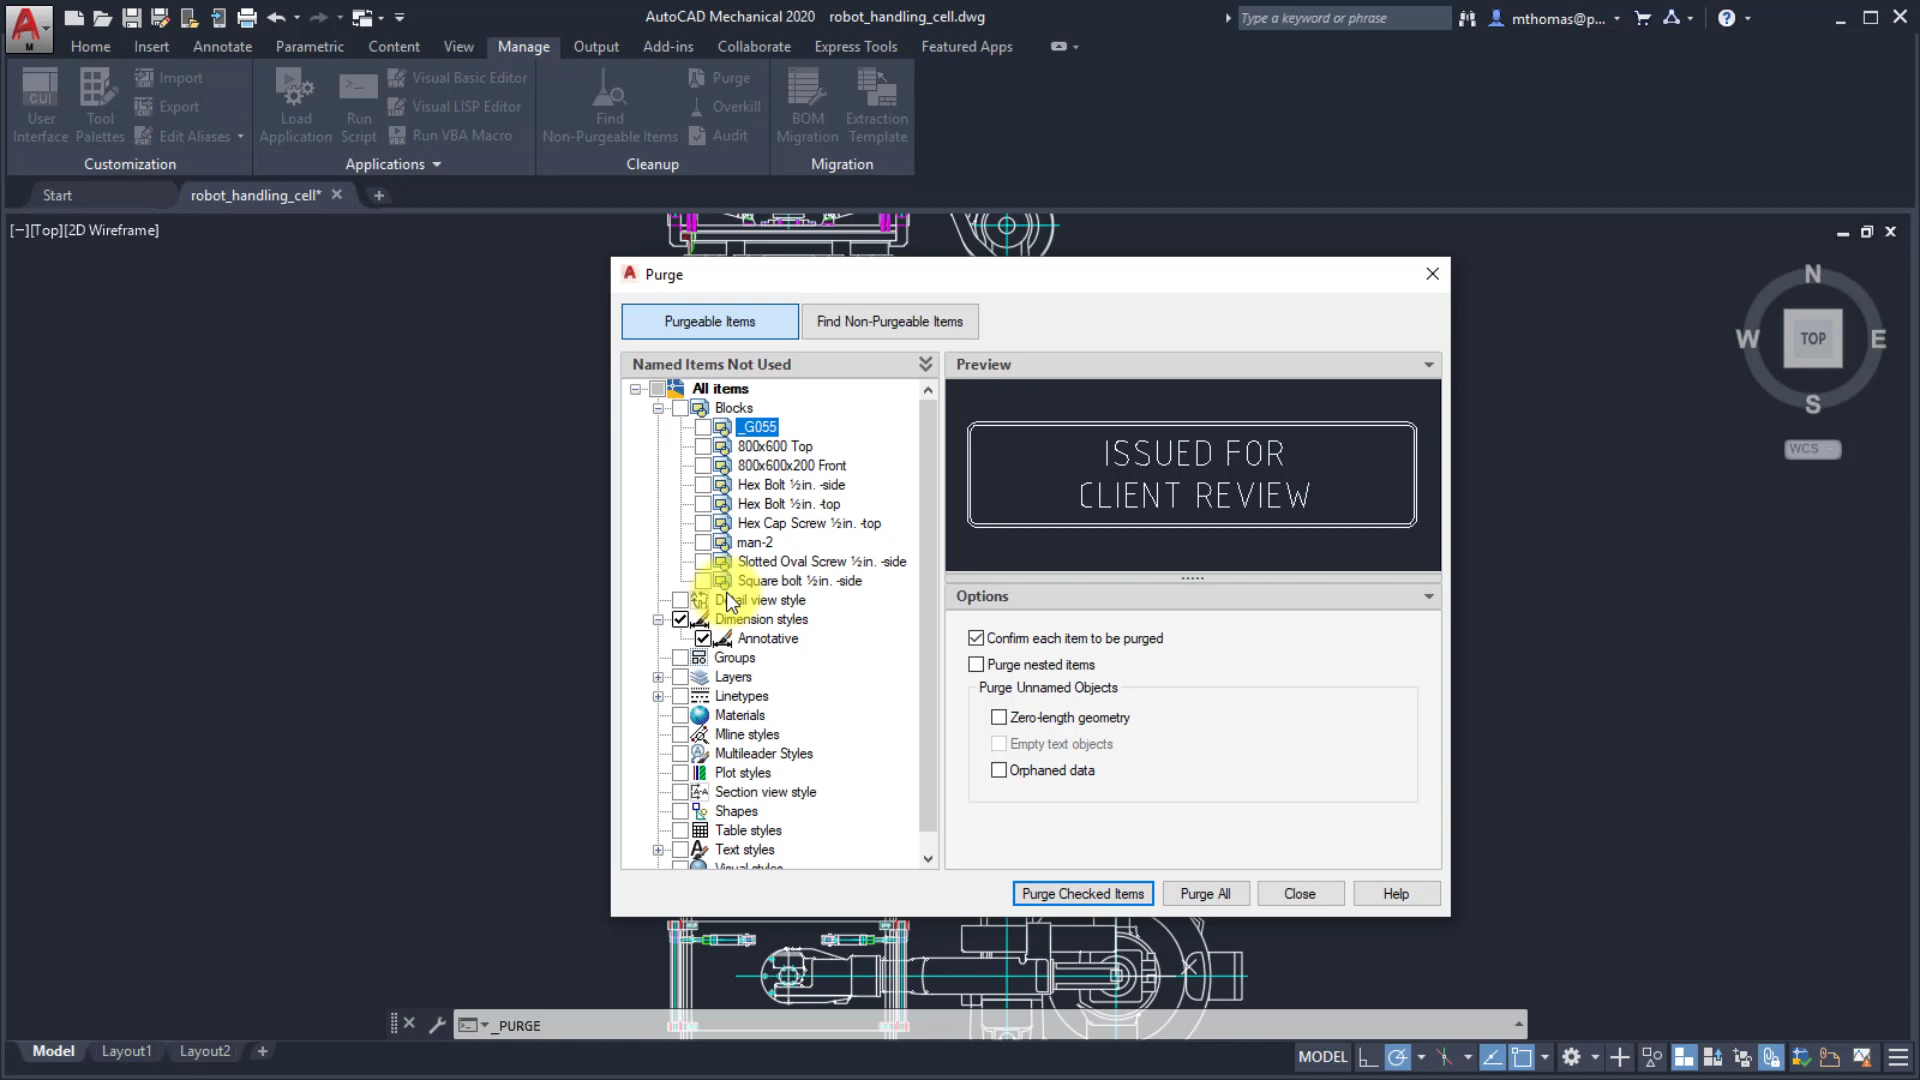 AutoCAD Mechanical 2020 robot_handling_cell.dwg
Type a keyword or phrase
mthomas@p...
M
Home Insert Annotate Parametric Content View Manage Output Add-ins Collaborate Express Tools Featured Apps
CUI
User
Interface
Tool
Palettes
Import
Export
Edit Aliases
Customization
Load
Application
Run
Script
Visual Basic Editor
Visual LISP Editor
Run VBA Macro
Applications
Find
Non-Purgeable Items
Purge
Overkill
Audit
Cleanup
BOM
Migration
Extraction
Template
Migration
Start
robot_handling_cell*
[−][Top][2D Wireframe]
N
W TOP E
S
WCS
Purge
Purgeable Items
Find Non-Purgeable Items
Named Items Not Used
All items
Blocks
_G055
800x600 Top
800x600x200 Front
Hex Bolt ½in. -side
Hex Bolt ½in. -top
Hex Cap Screw ½in. -top
man-2
Slotted Oval Screw ½in. -side
Square bolt ½in. -side
Detail view style
Dimension styles
Annotative
Groups
Layers
Linetypes
Materials
Mline styles
Multileader Styles
Plot styles
Section view style
Shapes
Table styles
Text styles
Visual styles
Preview
ISSUED FOR
CLIENT REVIEW
Options
Confirm each item to be purged
Purge nested items
Purge Unnamed Objects
Zero-length geometry
Empty text objects
Orphaned data
Purge Checked Items
Purge All
Close
Help
_PURGE
Model Layout1 Layout2
MODEL